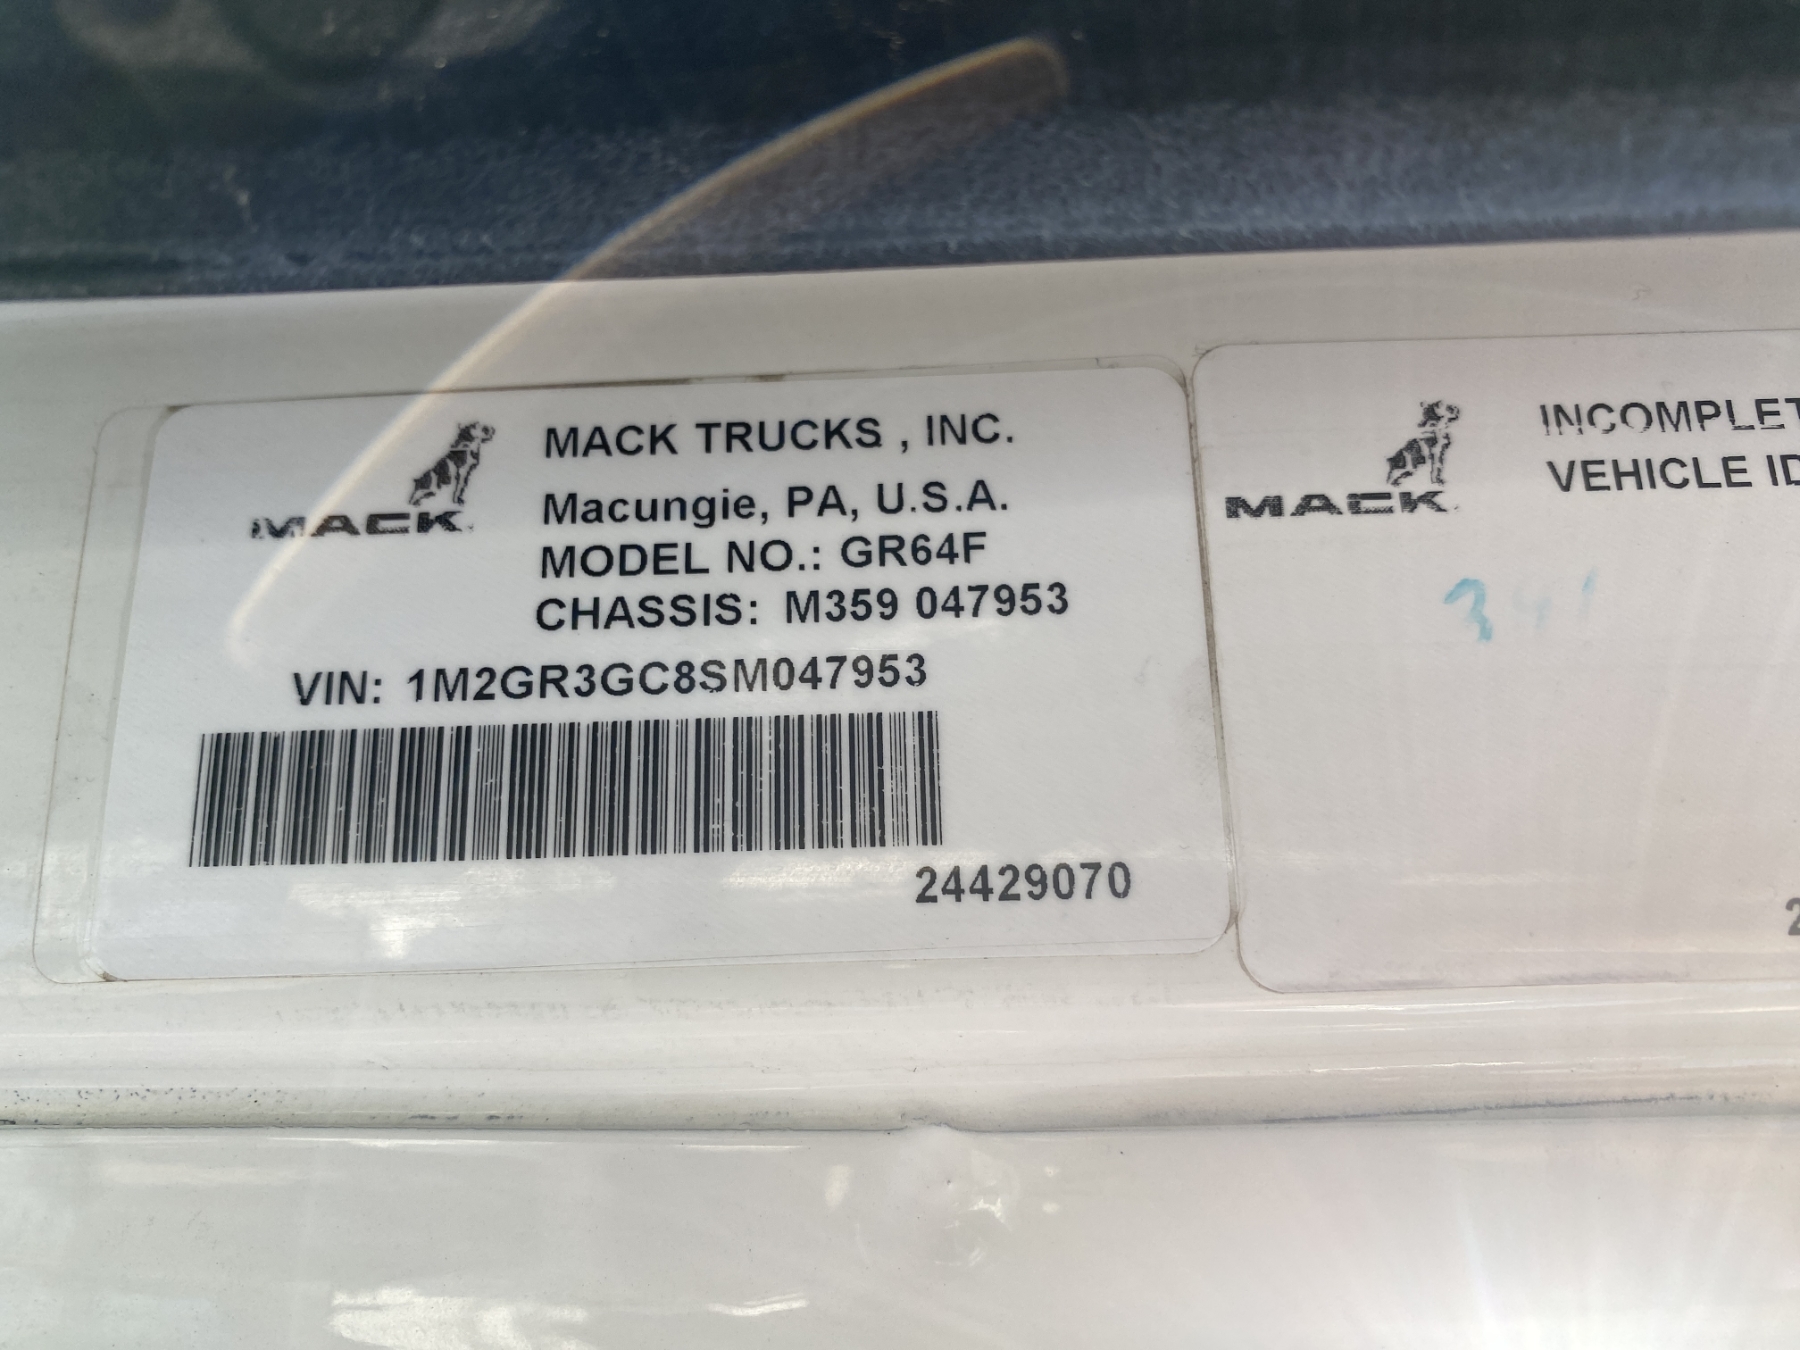 MACK
MACK TRUCKS , INC.
Macungie, PA, U.S.A.
MODEL NO.: GR64F
CHASSIS: M359 047953
VIN: 1M2GR3GC8SM047953
24429070
MACK
INCOMPLET
VEHICLE ID